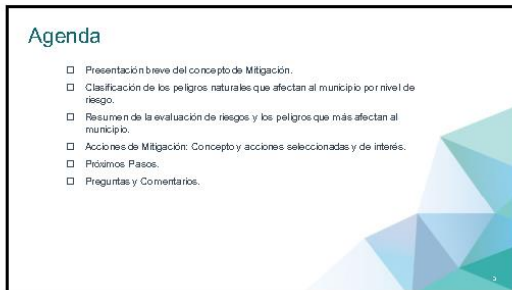 Agenda
☐ Presentación breve del concepto de Mitigación.
☐ Clasificación de los peligros naturales que afectan al municipio por nivel de
riesgo.
☐ Resumen de la evaluación de riesgos y los peligros que más afectan al
municipio.
☐ Acciones de Mitigación: Concepto y acciones seleccionadas y de interés.
☐ Próximos Pasos.
☐ Preguntas y Comentarios.
3